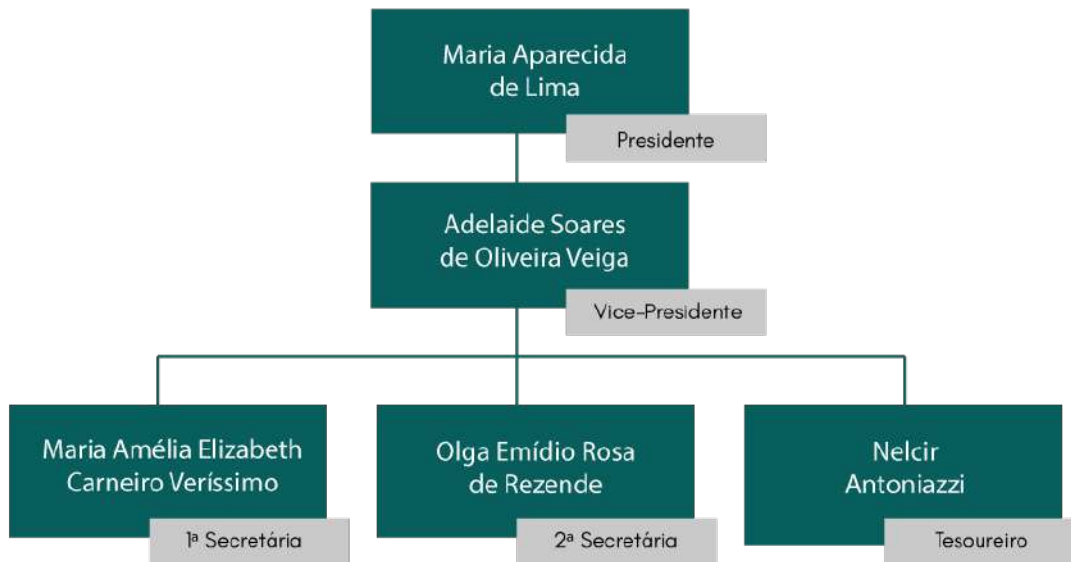 Maria Aparecida
de Lima
Presidente
Adelaide Soares
de Oliveira Veiga
Vice-Presidente
Maria Amélia Elizabeth
Carneiro Veríssimo
1ª Secretária
Olga Emídio Rosa
de Rezende
2ª Secretária
Nelcir
Antoniazzi
Tesoureiro